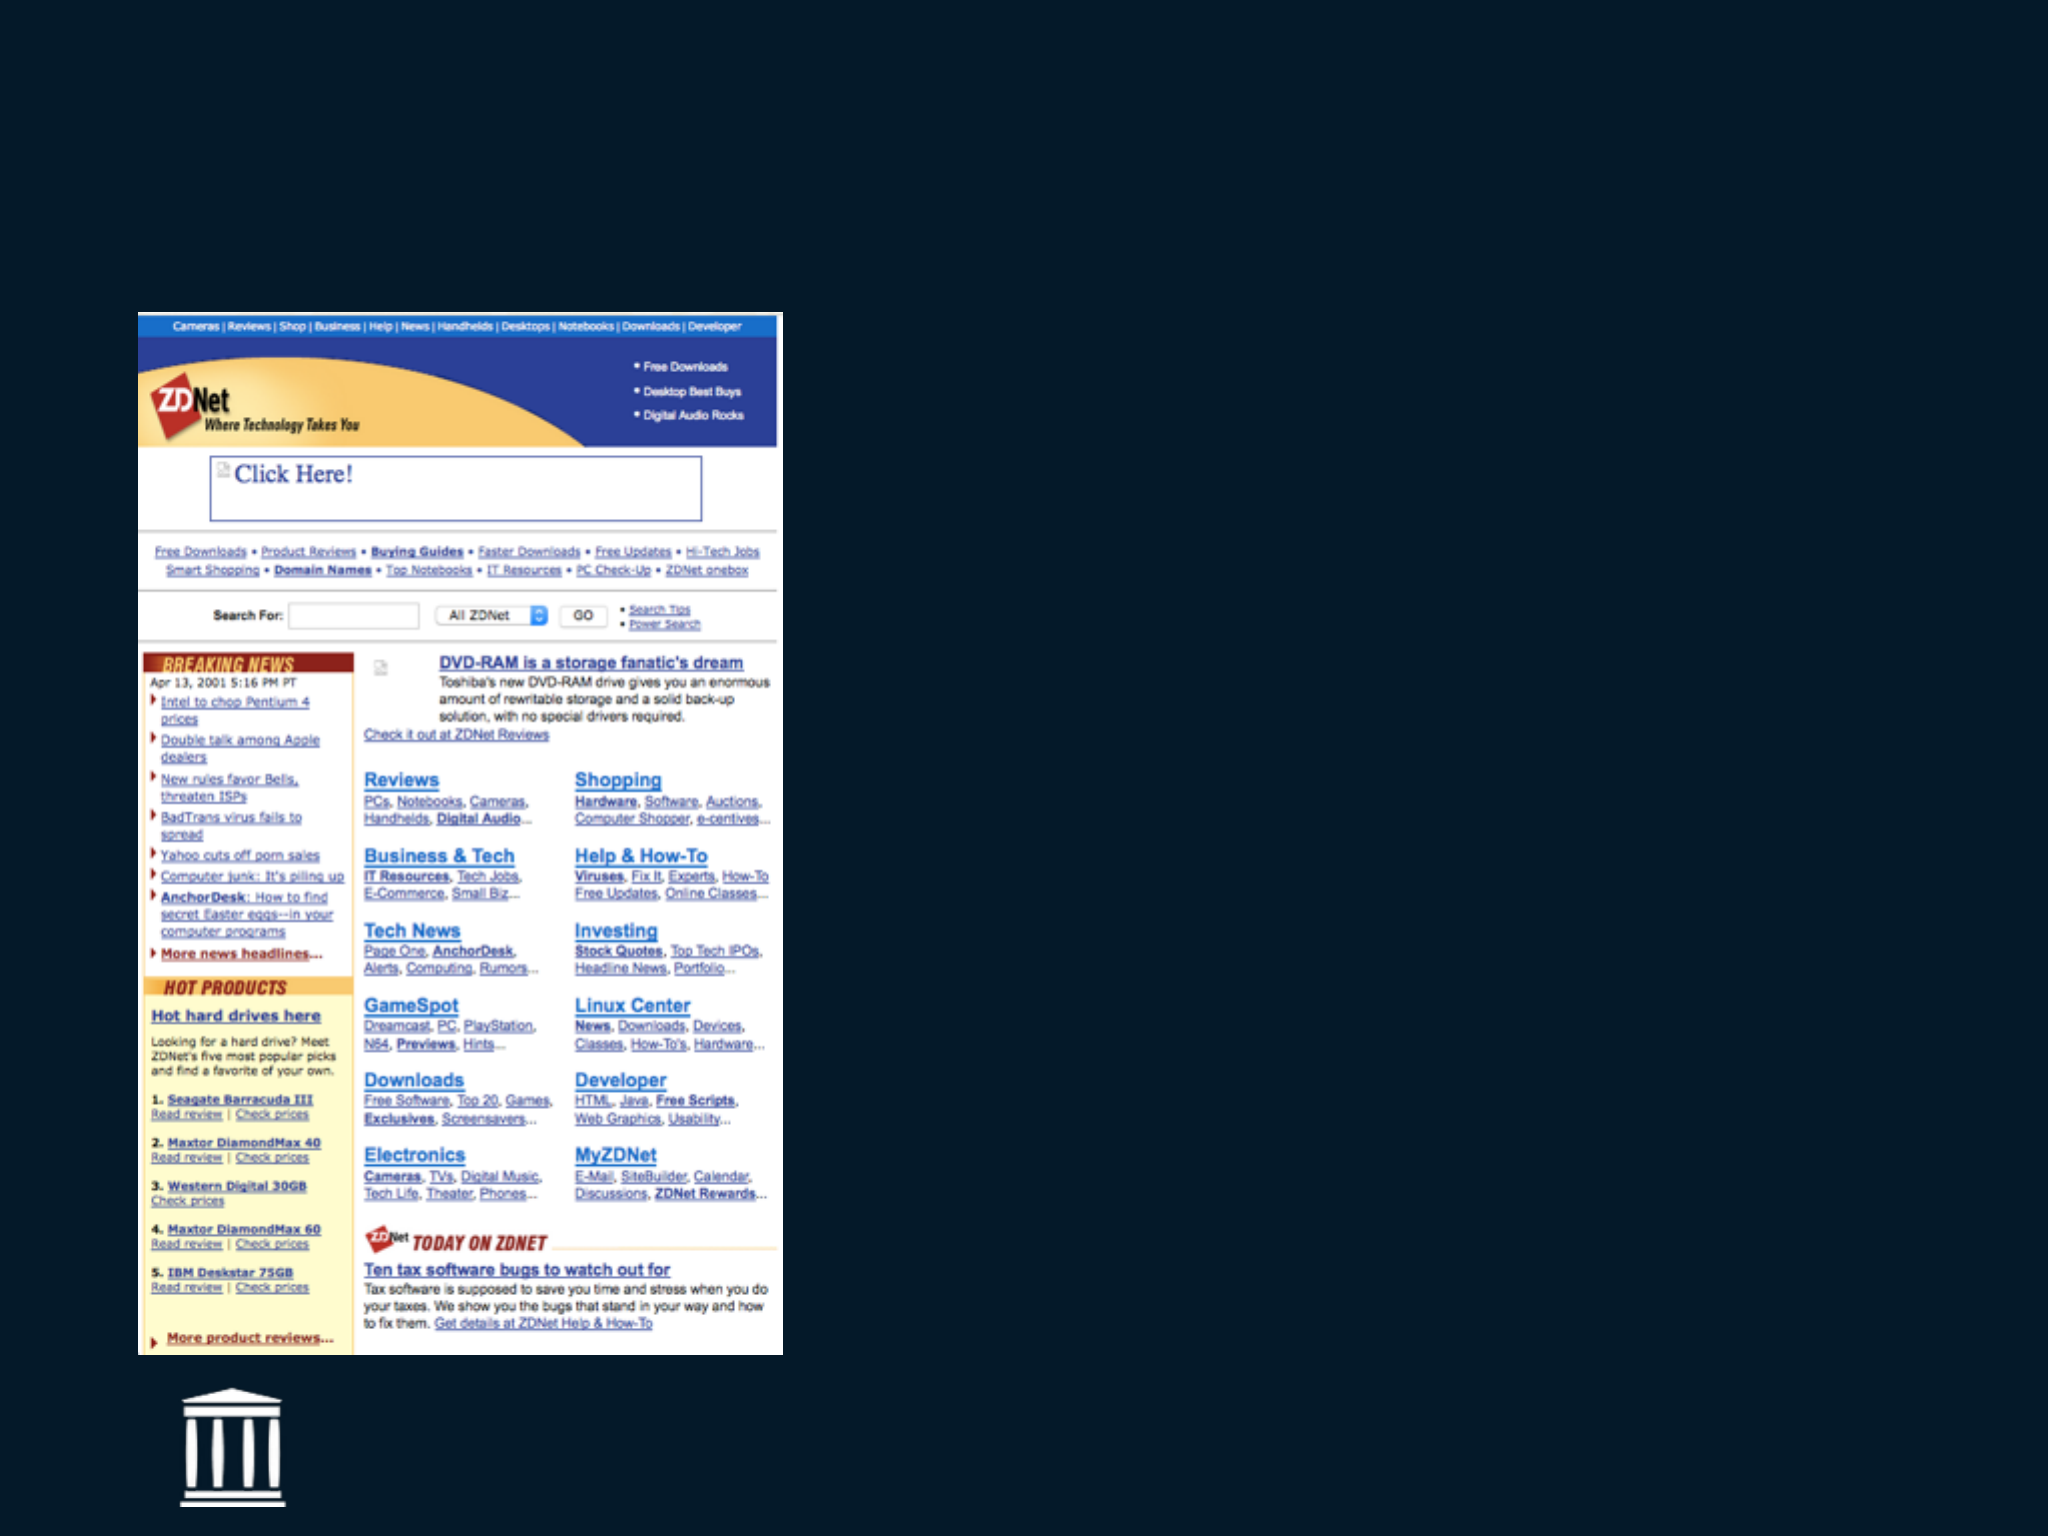 Cameras | Reviews | Shop | Business | Help | News | Handhelds | Desktops | Notebooks | Downloads | Developer
• Free Downloads
• Desktop Best Buys
• Digital Audio Rocks
ZDNet
Where Technology Takes You
Click Here!
Free Downloads • Product Reviews • Buying Guides • Faster Downloads • Free Updates • Hi-Tech Jobs
Smart Shopping • Domain Names • Top Notebooks • IT Resources • PC Check-Up • ZDNet onebox
Search For: All ZDNet GO
• Search Tips
• Power Search
BREAKING NEWS
Apr 13, 2001 5:16 PM PT
Intel to chop Pentium 4
prices
Double talk among Apple
dealers
New rules favor Bells,
threaten ISPs
BadTrans virus fails to
spread
Yahoo cuts off porn sales
Computer junk: It's piling up
AnchorDesk: How to find
secret Easter eggs--in your
computer programs
More news headlines...
HOT PRODUCTS
Hot hard drives here
Looking for a hard drive? Meet
ZDNet's five most popular picks
and find a favorite of your own.
1. Seagate Barracuda III
Read review | Check prices
2. Maxtor DiamondMax 40
Read review | Check prices
3. Western Digital 30GB
Check prices
4. Maxtor DiamondMax 60
Read review | Check prices
5. IBM Deskstar 75GB
Read review | Check prices
More product reviews...
DVD-RAM is a storage fanatic's dream
Toshiba's new DVD-RAM drive gives you an enormous
amount of rewritable storage and a solid back-up
solution, with no special drivers required.
Check it out at ZDNet Reviews
Reviews
PCs, Notebooks, Cameras,
Handhelds, Digital Audio...
Shopping
Hardware, Software, Auctions,
Computer Shopper, e-centives...
Business & Tech
IT Resources, Tech Jobs,
E-Commerce, Small Biz...
Help & How-To
Viruses, Fix It, Experts, How-To
Free Updates, Online Classes...
Tech News
Page One, AnchorDesk,
Alerts, Computing, Rumors...
Investing
Stock Quotes, Top Tech IPOs,
Headline News, Portfolio...
GameSpot
Dreamcast, PC, PlayStation,
N64, Previews, Hints...
Linux Center
News, Downloads, Devices,
Classes, How-To's, Hardware...
Downloads
Free Software, Top 20, Games,
Exclusives, Screensavers...
Developer
HTML, Java, Free Scripts,
Web Graphics, Usability...
Electronics
Cameras, TVs, Digital Music,
Tech Life, Theater, Phones...
MyZDNet
E-Mail, SiteBuilder, Calendar,
Discussions, ZDNet Rewards...
ZDNet TODAY ON ZDNET
Ten tax software bugs to watch out for
Tax software is supposed to save you time and stress when you do
your taxes. We show you the bugs that stand in your way and how
to fix them. Get details at ZDNet Help & How-To